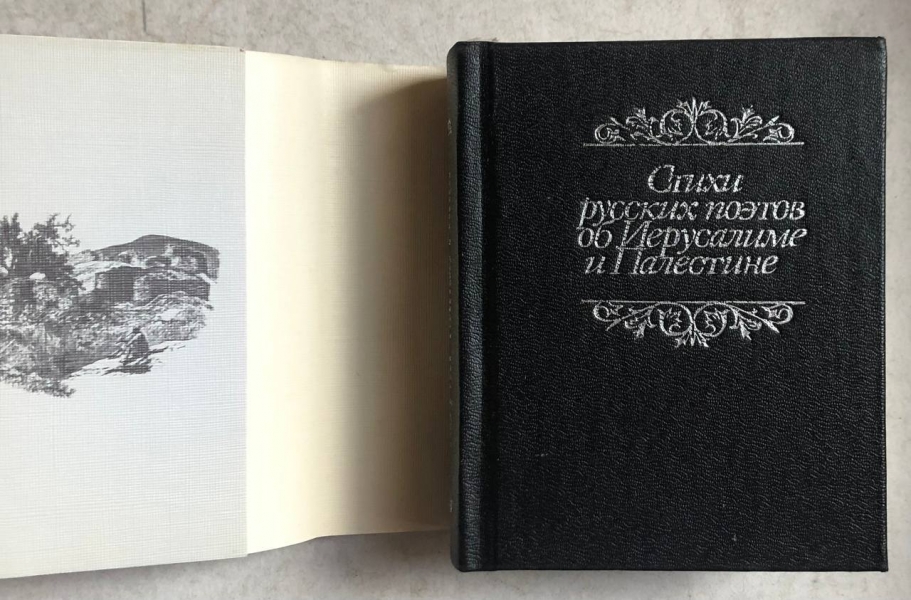 Стихи
русских поэтов
об Иерусалиме
и Палестине